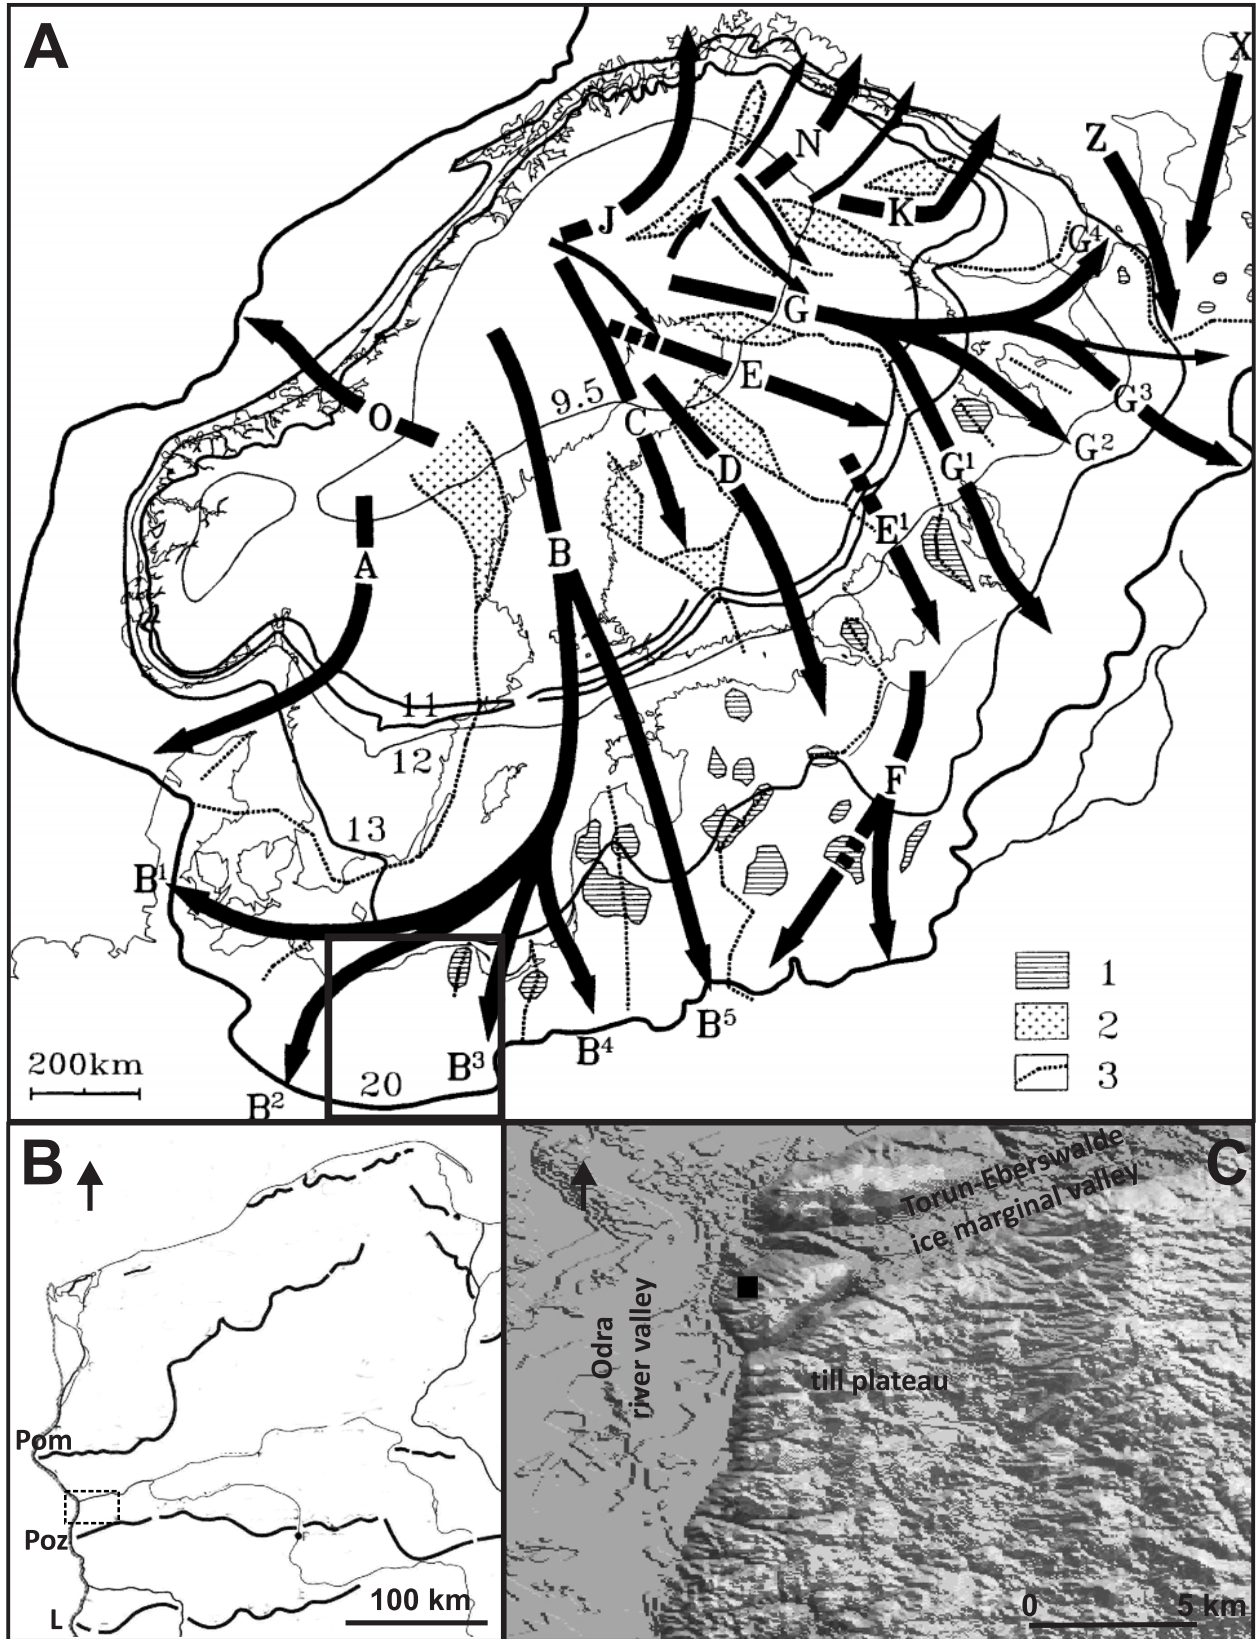 A
X
Z
N
J
K
G⁴
G
9.5
E
O
C
G³
G²
D
G¹
E¹
B
A
11
12
F
13
B¹
1
2
B⁵
3
200km
B³
B⁴
20
B²
B
C
Torun-Eberswalde
ice marginal valley
Odra
river valley
till plateau
Pom
Poz
L
100 km
0
5 km